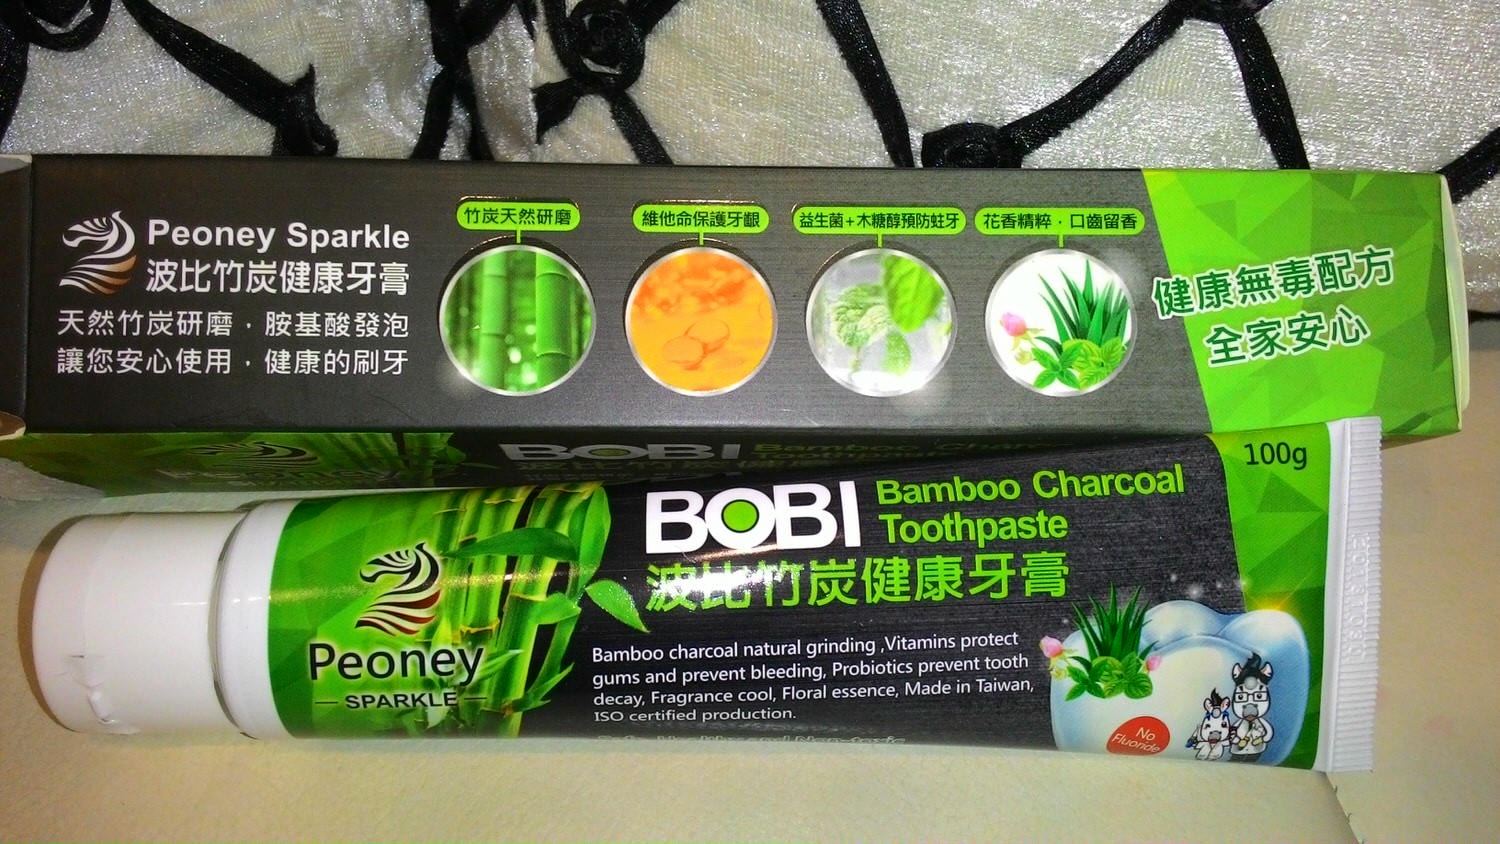 Peoney Sparkle
波比竹炭健康牙膏
天然竹炭研磨．胺基酸發泡
讓您安心使用．健康的刷牙
竹炭天然研磨
維他命保護牙齦
益生菌+木糖醇預防蛀牙
花香精粹．口齒留香
健康無毒配方
全家安心
BOBI
Peoney
SPARKLE
BOBI
Bamboo Charcoal
Toothpaste
波比竹炭健康牙膏
100g
Bamboo charcoal natural grinding ,Vitamins protect
gums and prevent bleeding, Probiotics prevent tooth
decay, Fragrance cool, Floral essence, Made in Taiwan,
ISO certified production.
No
Fluoride